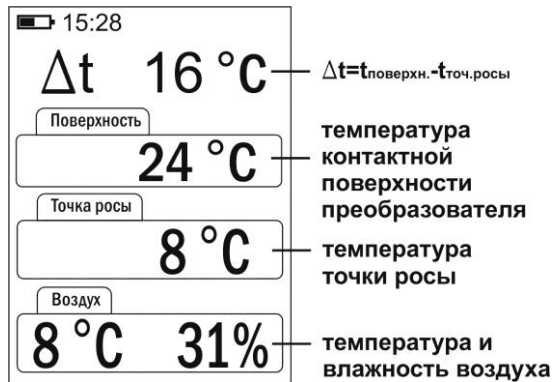 15:28
Δt 16 °C
Δt=tповерхн.-tточ.росы
Поверхность
24 °C
температура
контактной
поверхности
преобразователя
Точка росы
8 °C
температура
точки росы
Воздух
8 °C 31%
температура и
влажность воздуха